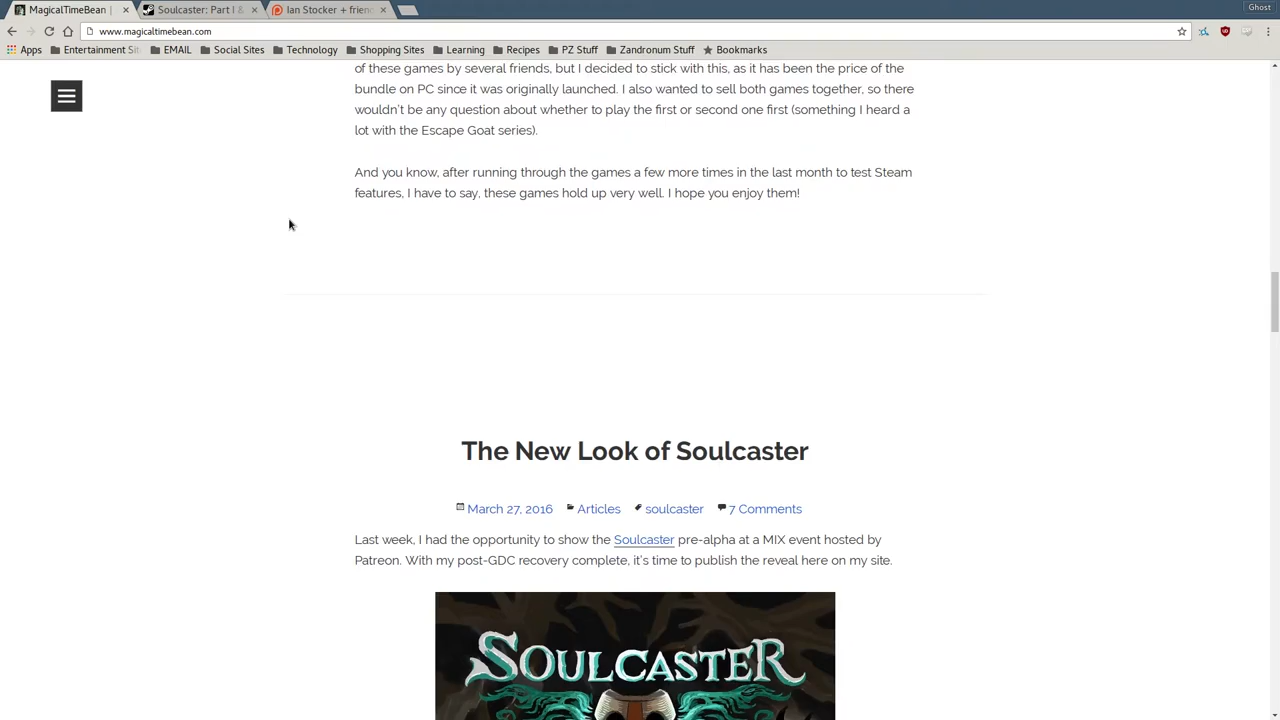 MagicalTimeBean |
Soulcaster: Part I &
Ian Stocker + friend
Ghost
www.magicaltimebean.com
Apps
Entertainment Sit
EMAIL
Social Sites
Technology
Shopping Sites
Learning
Recipes
PZ Stuff
Zandronum Stuff
Bookmarks
of these games by several friends, but I decided to stick with this, as it has been the price of the
bundle on PC since it was originally launched. I also wanted to sell both games together, so there
wouldn't be any question about whether to play the first or second one first (something I heard a
lot with the Escape Goat series).
And you know, after running through the games a few more times in the last month to test Steam
features, I have to say, these games hold up very well. I hope you enjoy them!
The New Look of Soulcaster
March 27, 2016 Articles soulcaster 7 Comments
Last week, I had the opportunity to show the Soulcaster pre-alpha at a MIX event hosted by
Patreon. With my post-GDC recovery complete, it's time to publish the reveal here on my site.
SOULCASTER